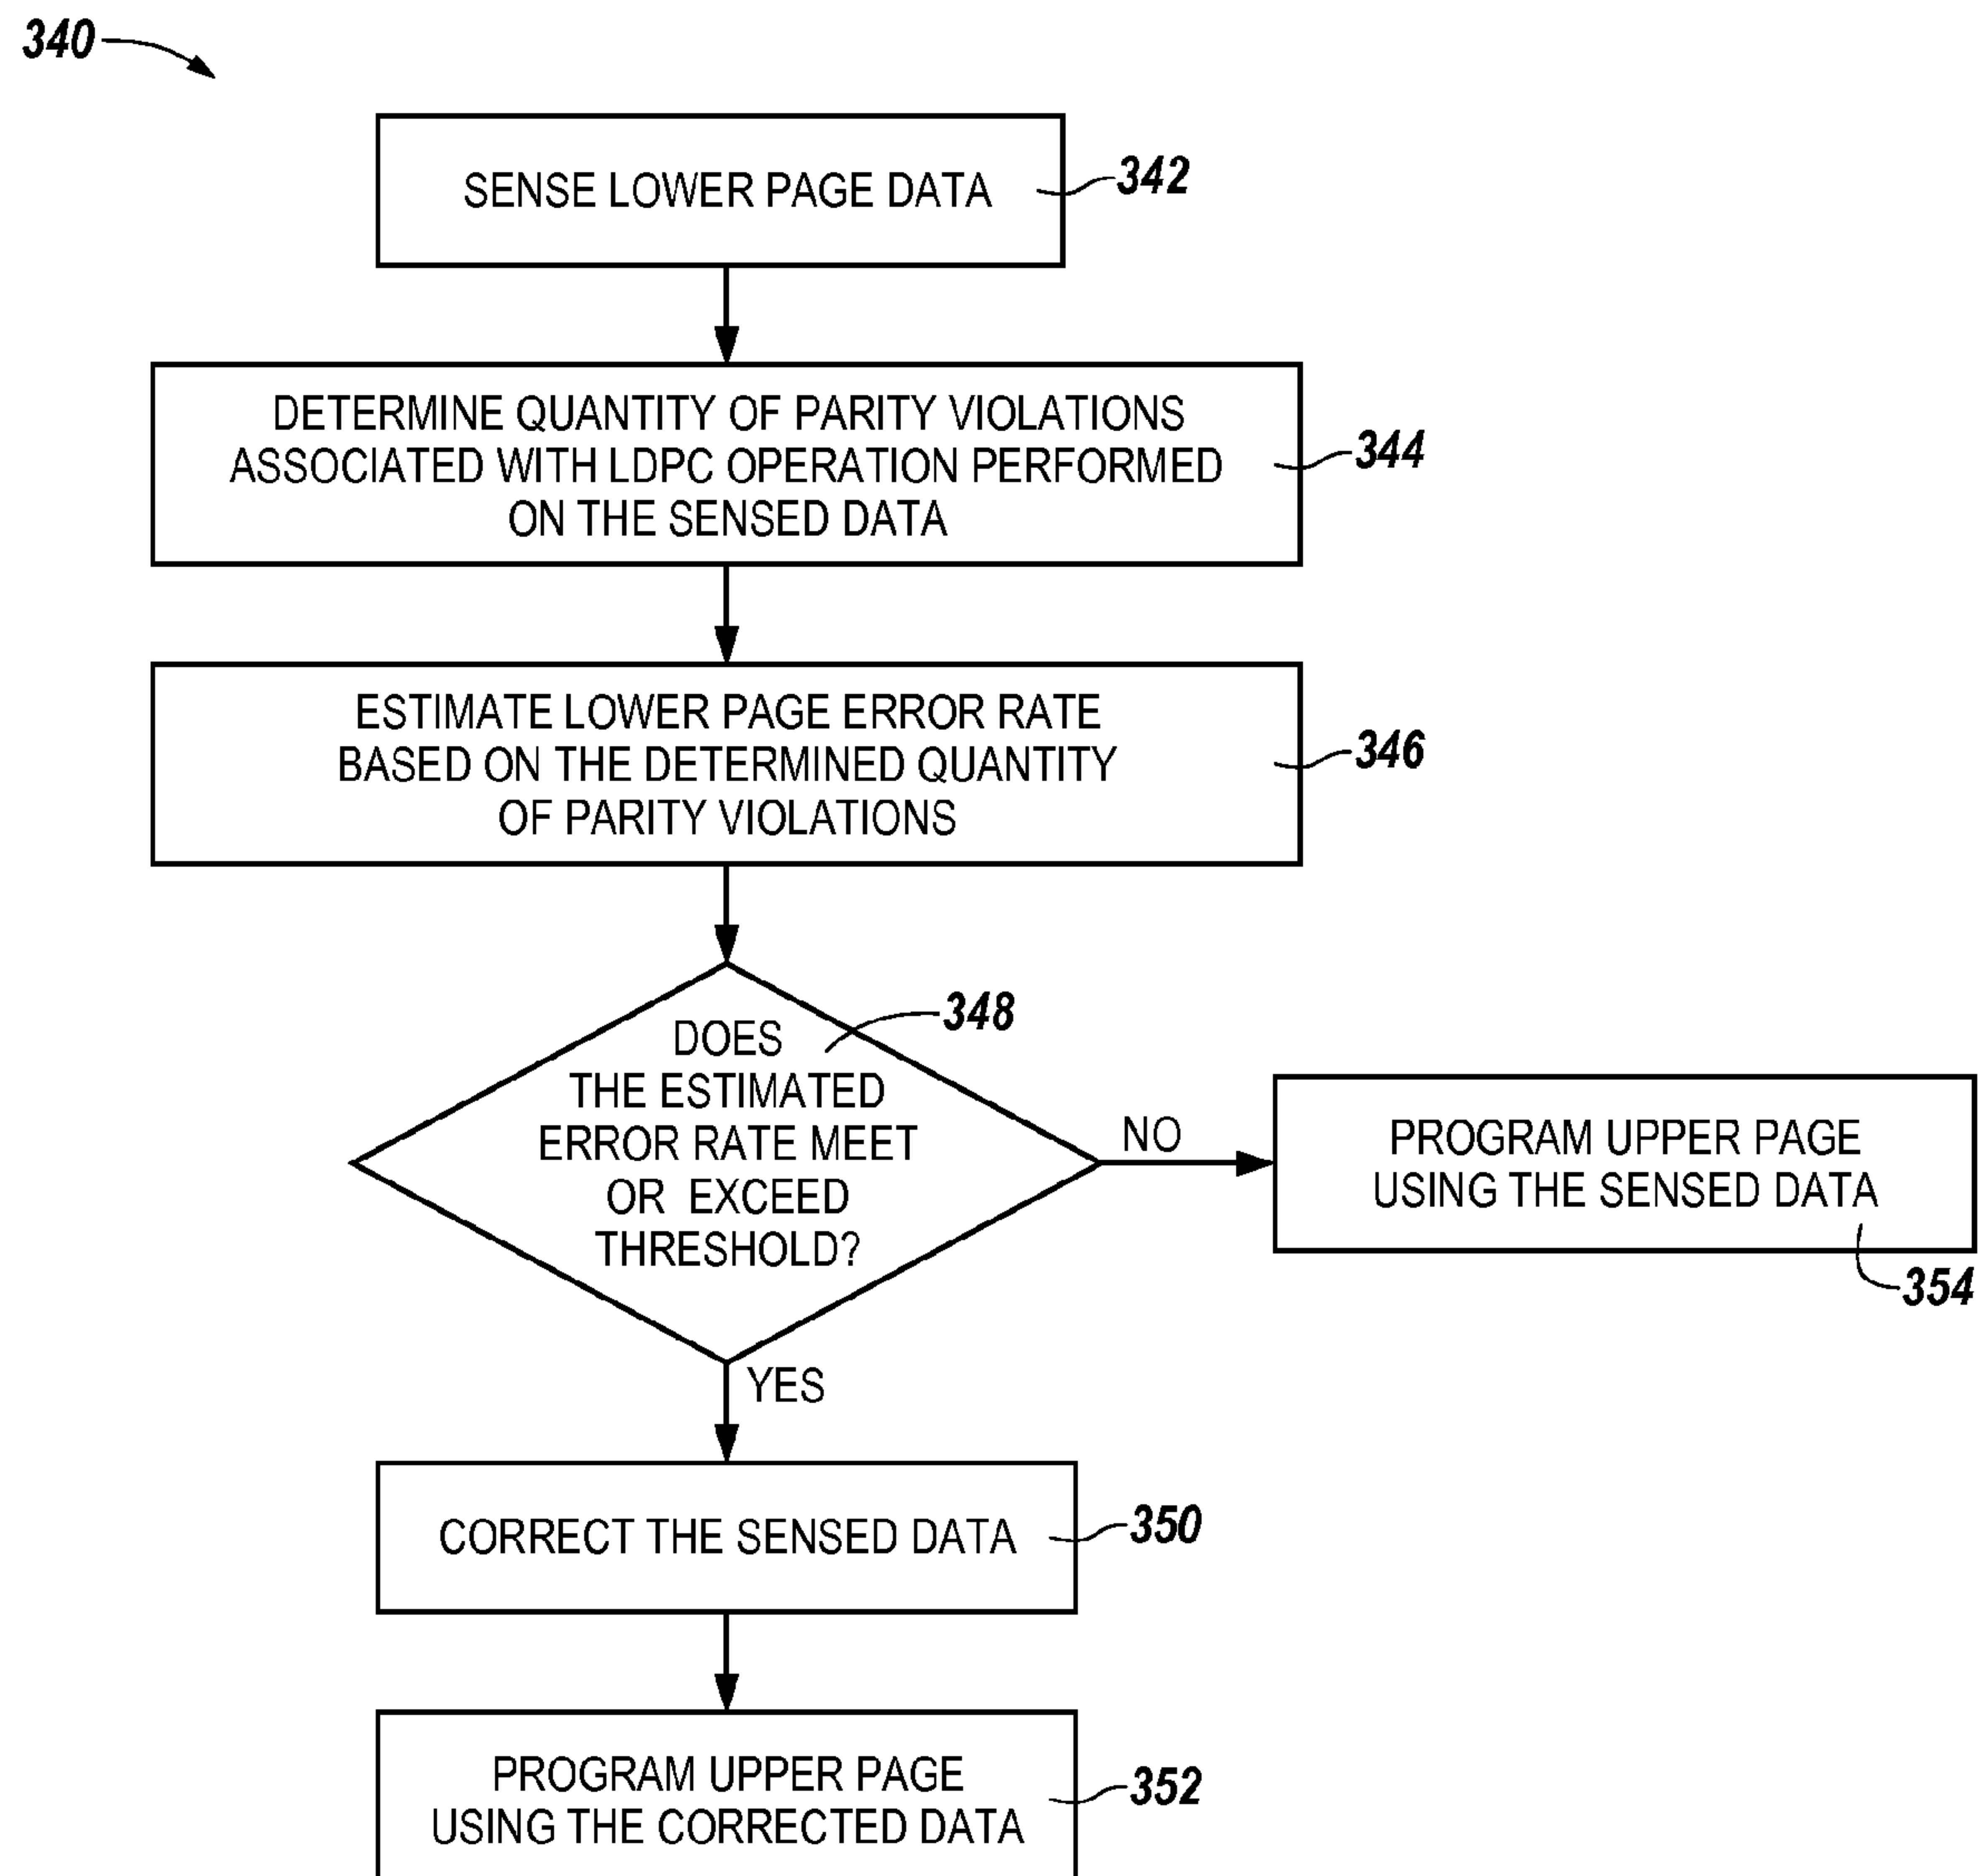 340
SENSE LOWER PAGE DATA
342
DETERMINE QUANTITY OF PARITY VIOLATIONS
ASSOCIATED WITH LDPC OPERATION PERFORMED
ON THE SENSED DATA
344
ESTIMATE LOWER PAGE ERROR RATE
BASED ON THE DETERMINED QUANTITY
OF PARITY VIOLATIONS
346
DOES
THE ESTIMATED
ERROR RATE MEET
OR EXCEED
THRESHOLD?
348
NO
PROGRAM UPPER PAGE
USING THE SENSED DATA
354
YES
CORRECT THE SENSED DATA
350
PROGRAM UPPER PAGE
USING THE CORRECTED DATA
352